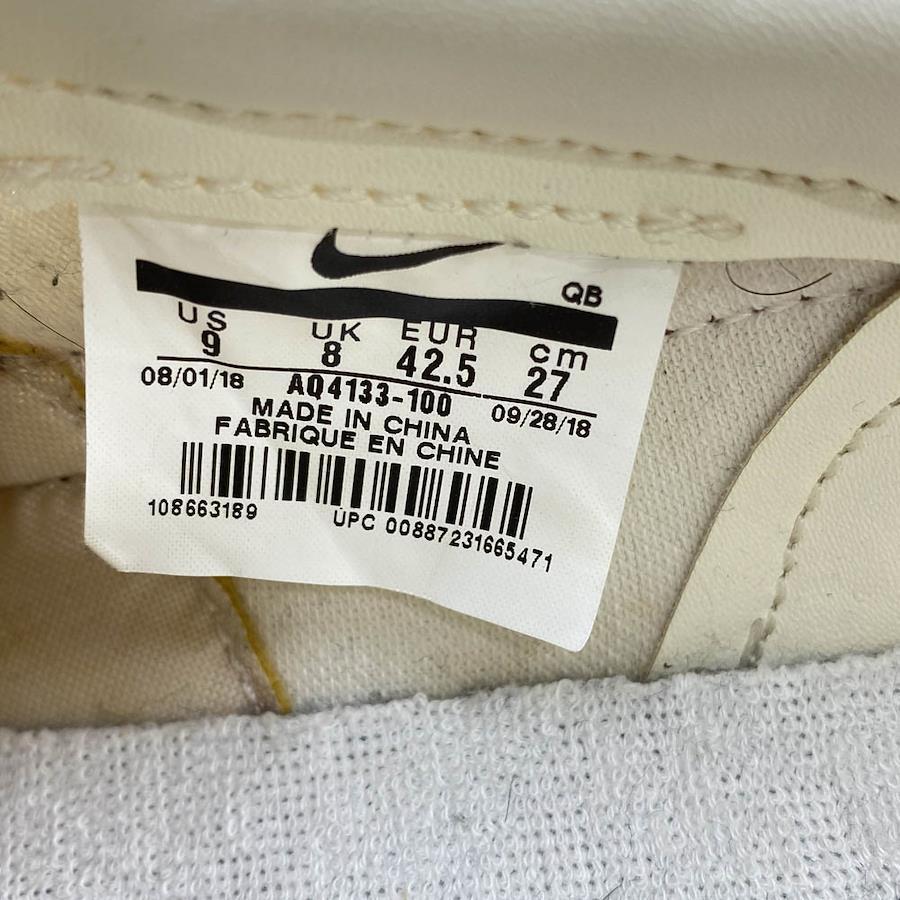 QB
US UK EUR cm
9 8 42.5 27
08/01/18 AQ4133-100 09/28/18
MADE IN CHINA
FABRIQUE EN CHINE
108663189 UPC 00887231665471